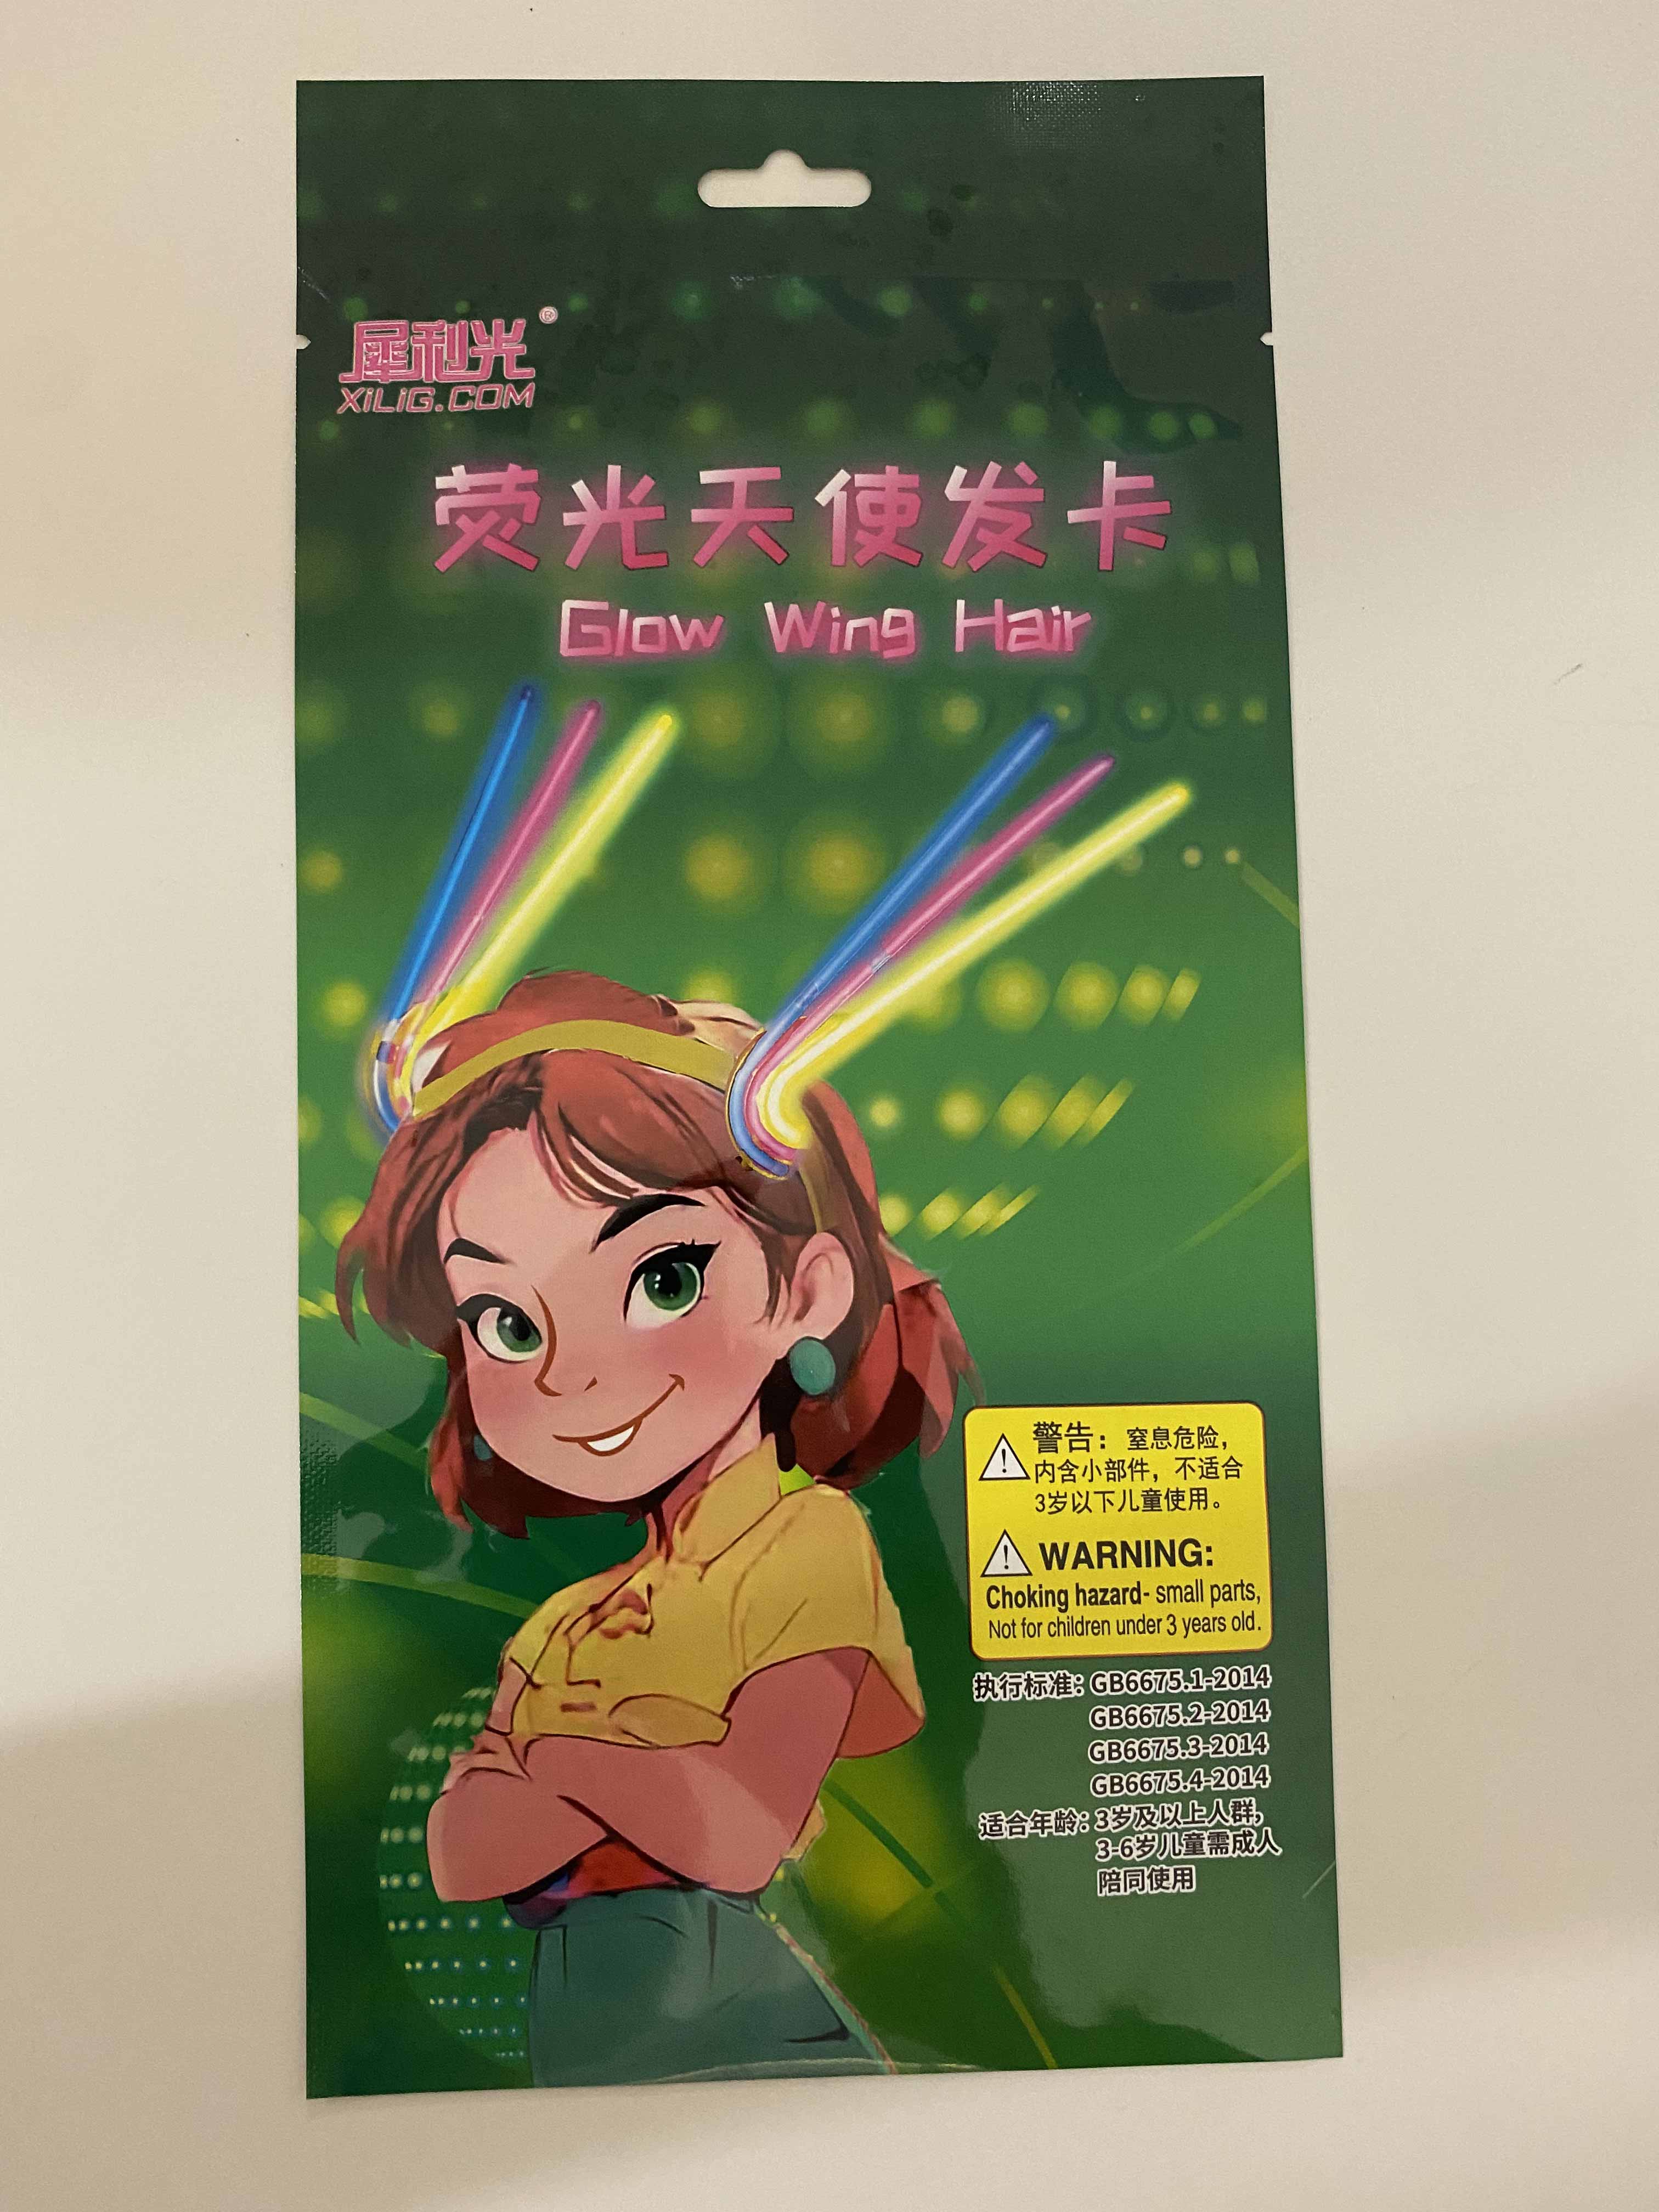 犀利光®
XiLiG.COM
荧光天使发卡
Glow Wing Hair
警告：窒息危险，
内含小部件，不适合
3岁以下儿童使用。
WARNING:
Choking hazard- small parts,
Not for children under 3 years old.
执行标准：GB6675.1-2014
GB6675.2-2014
GB6675.3-2014
GB6675.4-2014
适合年龄：3岁及以上人群，
3-6岁儿童需成人
陪同使用